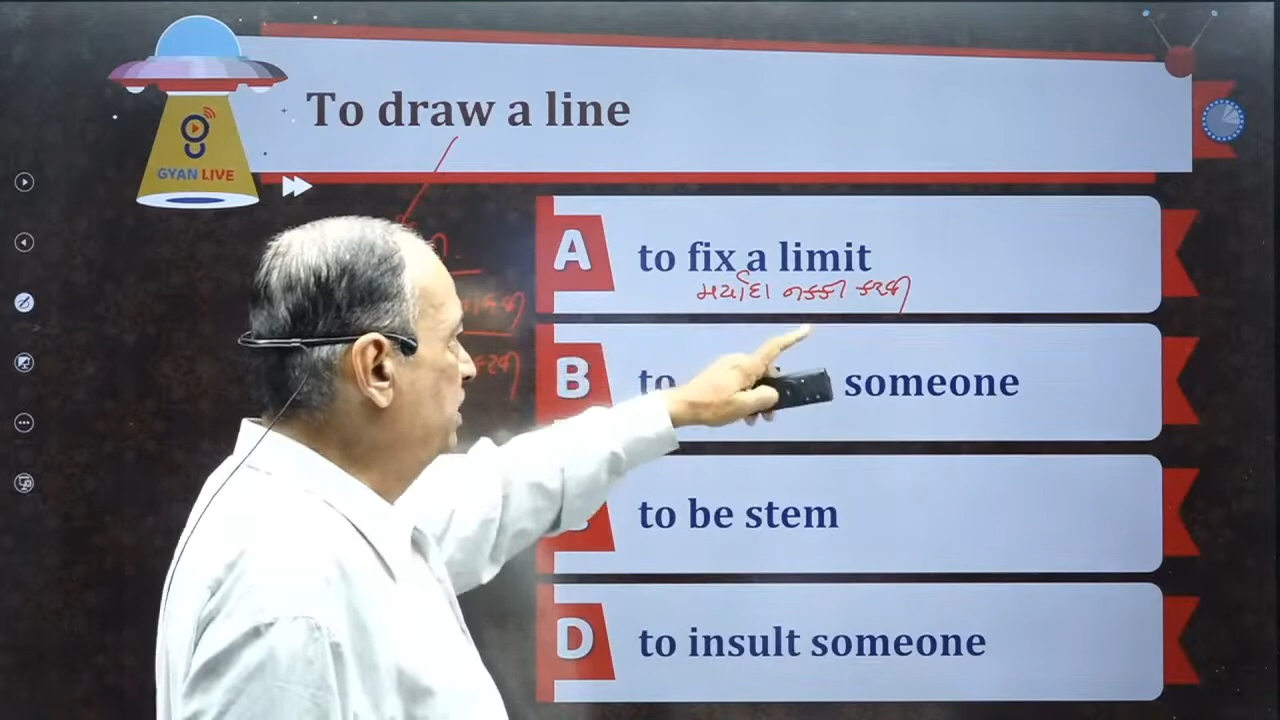 To draw a line
GYAN LIVE
A to fix a limit
મર્યાદા નક્કી કરવી
B to someone
to be stem
D to insult someone